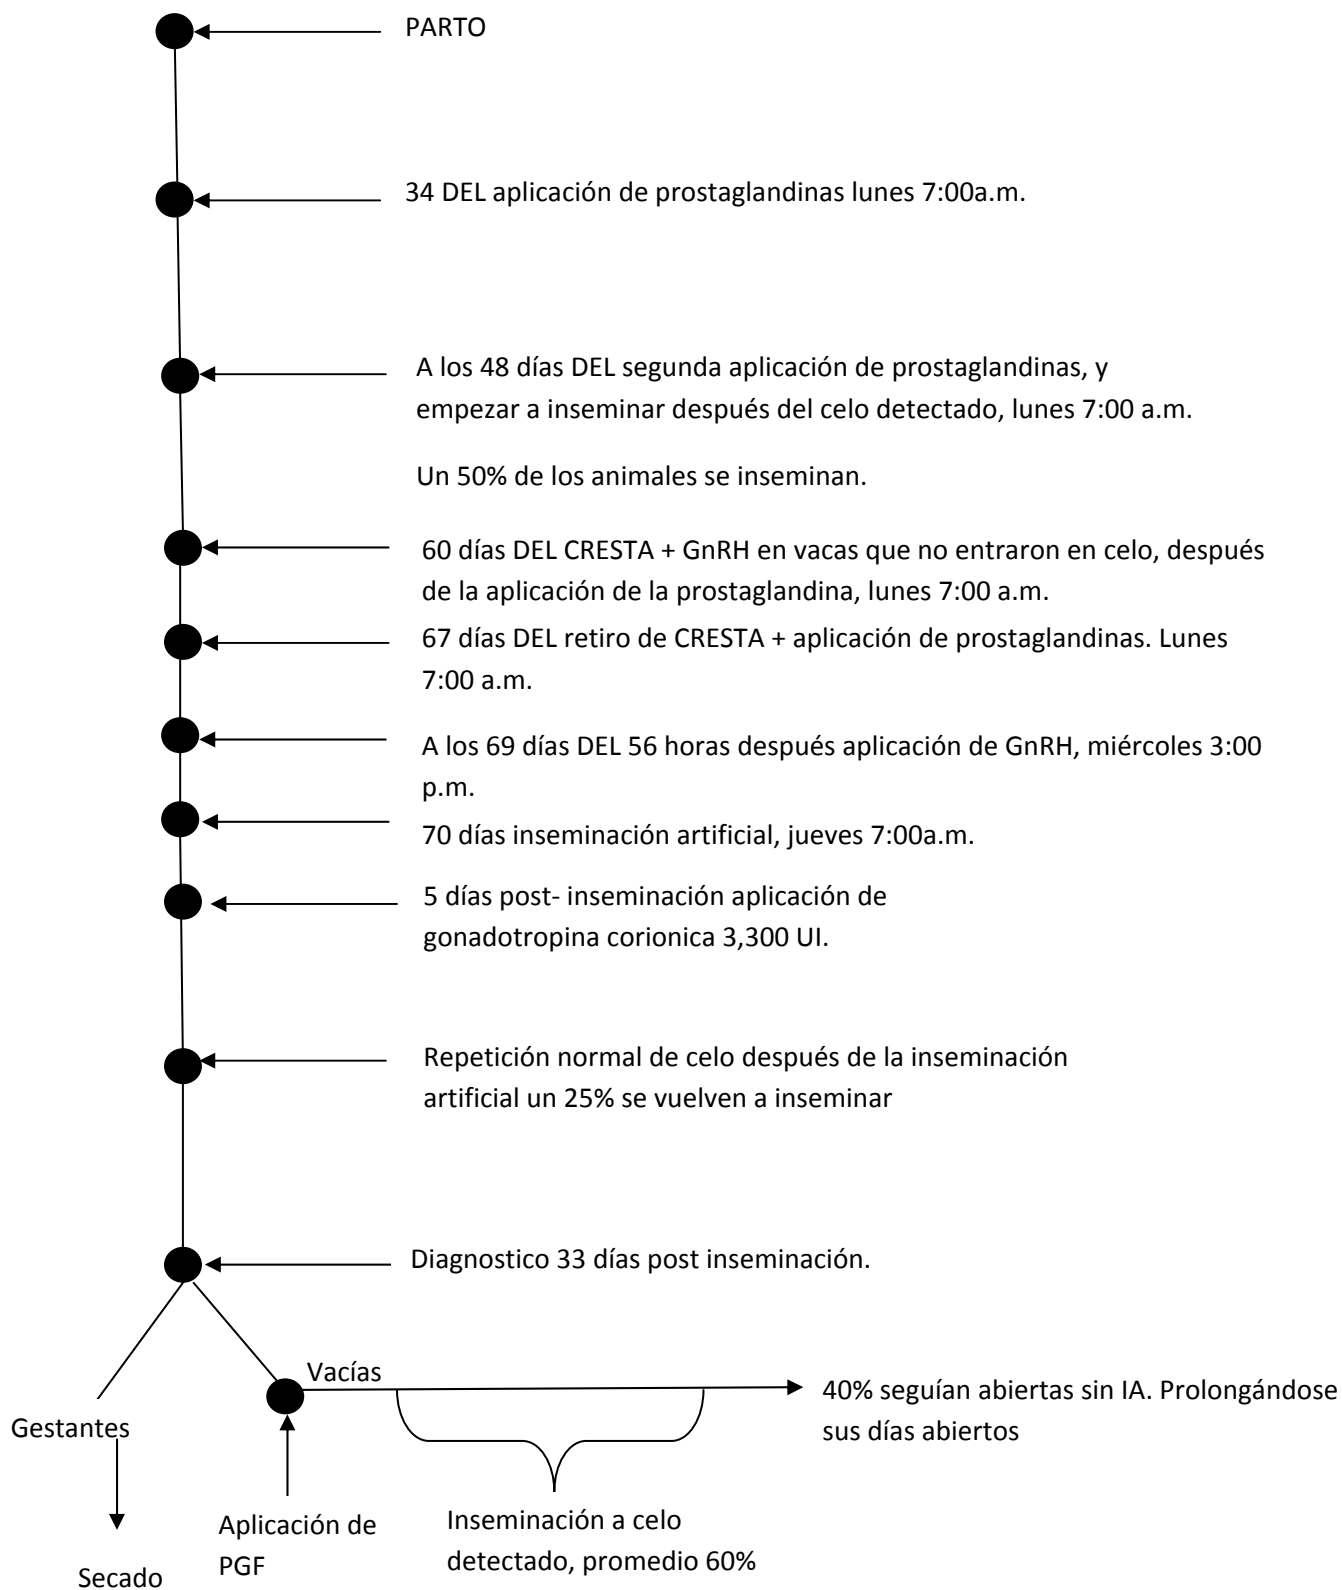 PARTO
34 DEL aplicación de prostaglandinas lunes 7:00a.m.
A los 48 días DEL segunda aplicación de prostaglandinas, y
empezar a inseminar después del celo detectado, lunes 7:00 a.m.
Un 50% de los animales se inseminan.
60 días DEL CRESTA + GnRH en vacas que no entraron en celo, después
de la aplicación de la prostaglandina, lunes 7:00 a.m.
67 días DEL retiro de CRESTA + aplicación de prostaglandinas. Lunes
7:00 a.m.
A los 69 días DEL 56 horas después aplicación de GnRH, miércoles 3:00
p.m.
70 días inseminación artificial, jueves 7:00a.m.
5 días post- inseminación aplicación de
gonadotropina corionica 3,300 UI.
Repetición normal de celo después de la inseminación
artificial un 25% se vuelven a inseminar
Diagnostico 33 días post inseminación.
Vacías
40% seguían abiertas sin IA. Prolongándose
sus días abiertos
Gestantes
Aplicación de
PGF
Inseminación a celo
detectado, promedio 60%
Secado